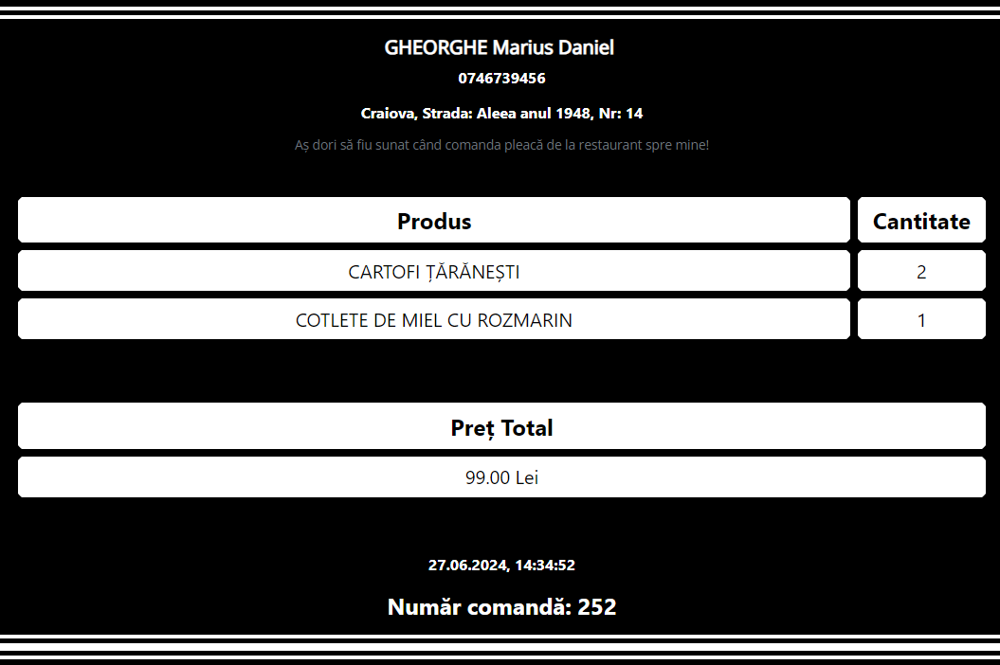 GHEORGHE Marius Daniel
0746739456
Craiova, Strada: Aleea anul 1948, Nr: 14
Aș dori să fiu sunat când comanda pleacă de la restaurant spre mine!
Produs Cantitate
CARTOFI ȚĂRĂNEȘTI 2
COTLETE DE MIEL CU ROZMARIN 1
Preț Total
99.00 Lei
27.06.2024, 14:34:52
Număr comandă: 252